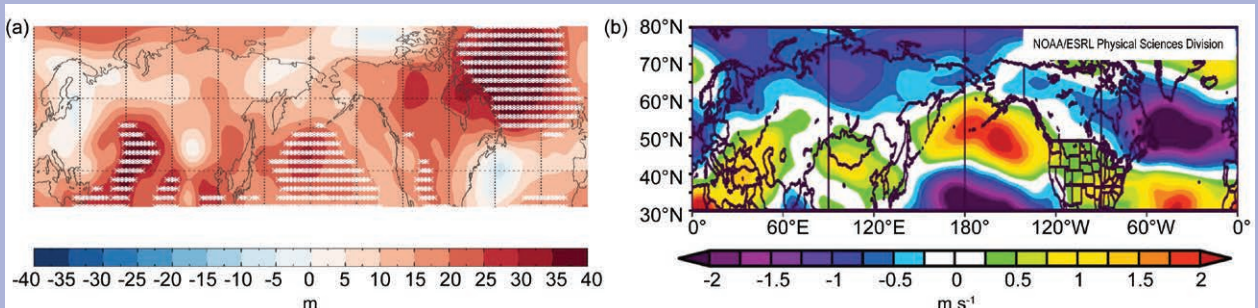 (a)
-40 -35 -30 -25 -20 -15 -10 -5 0 5 10 15 20 25 30 35 40
m
(b)
NOAA/ESRL Physical Sciences Division
80°N
70°N
60°N
50°N
40°N
30°N
0° 60°E 120°E 180° 120°W 60°W 0°
-2 -1.5 -1 -0.5 0 0.5 1 1.5 2
m s⁻¹